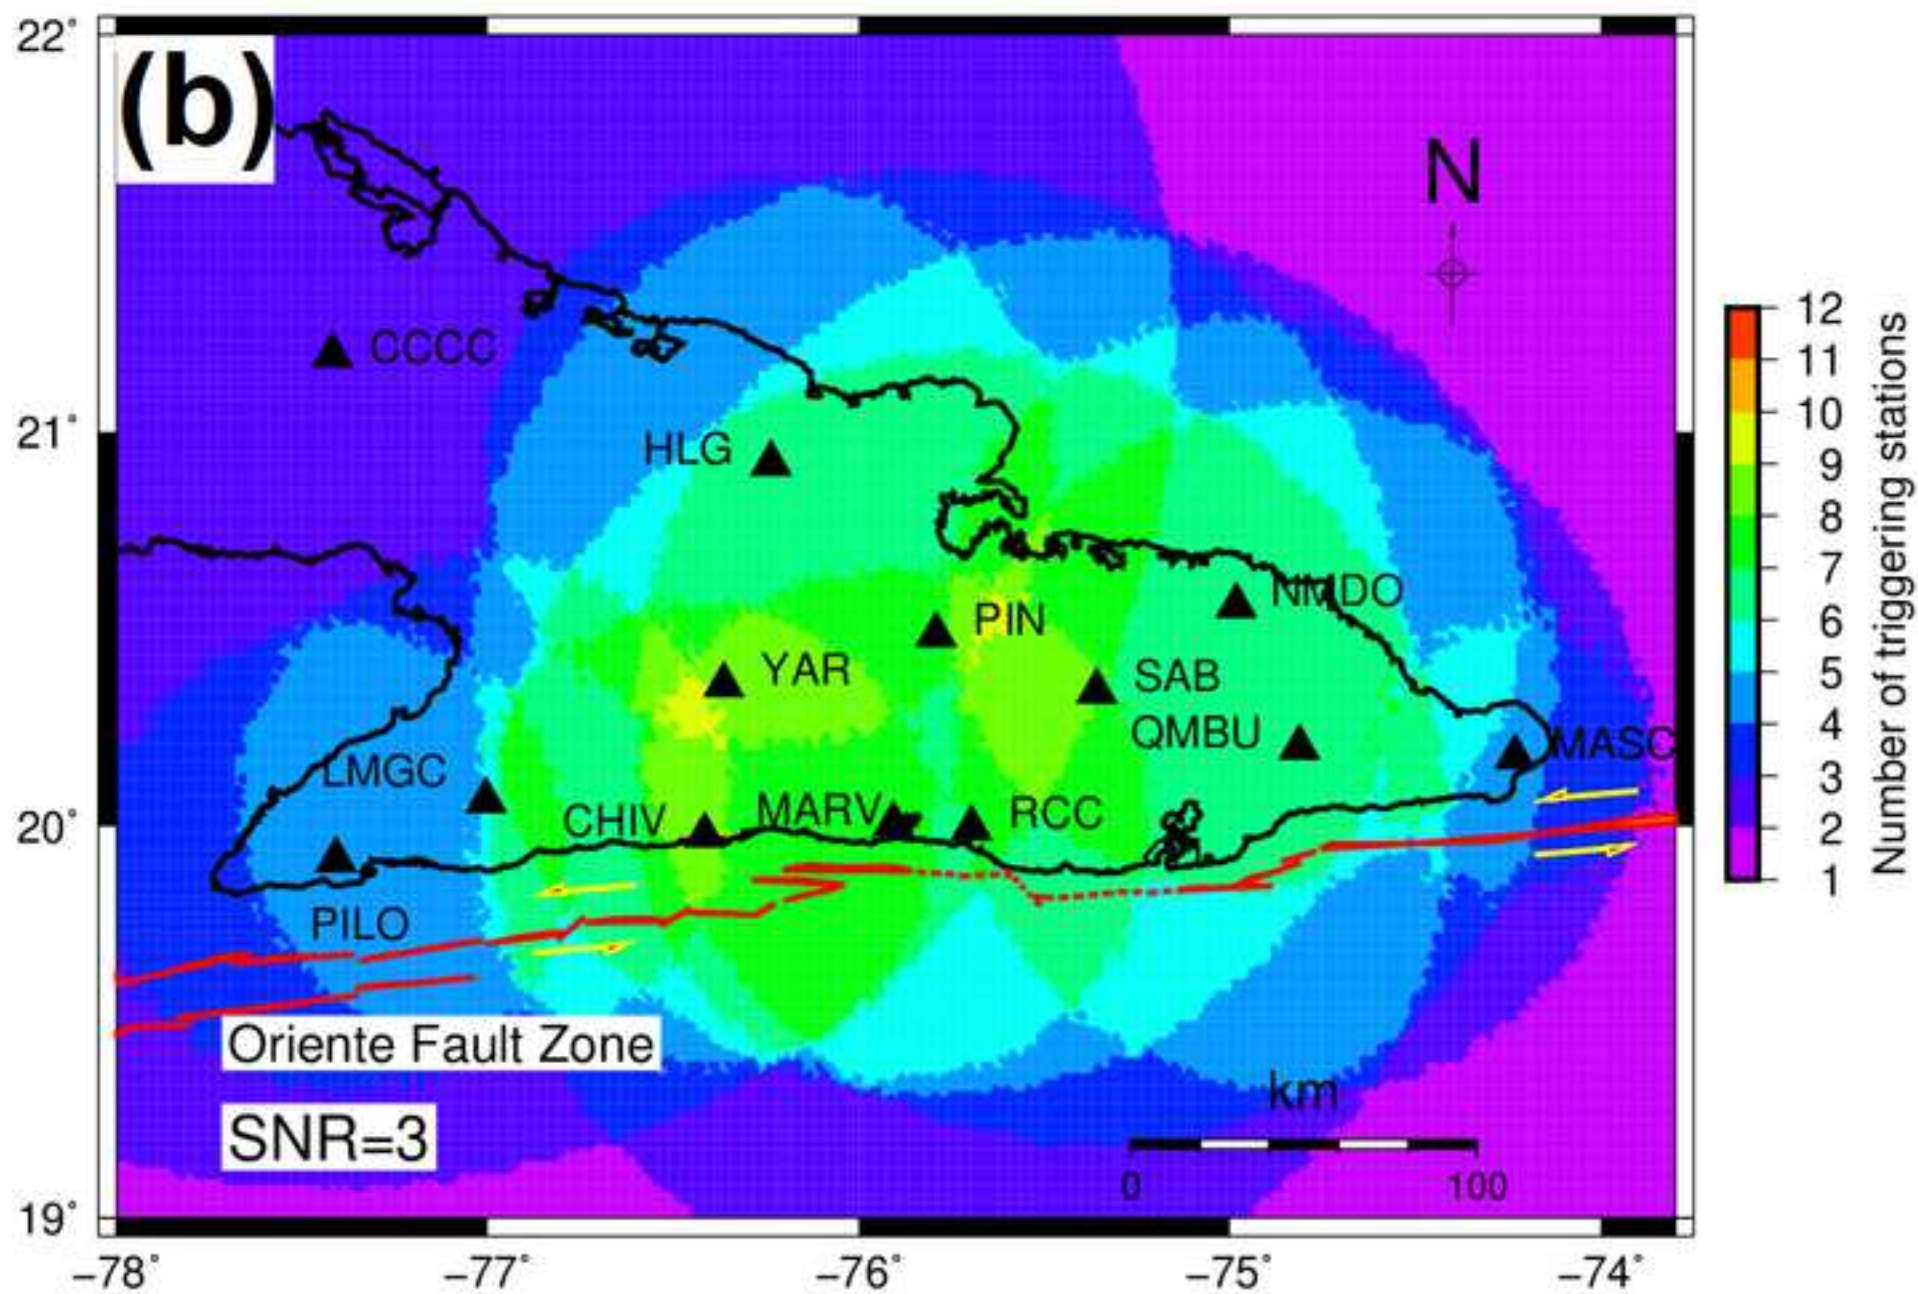 22°
(b)
N
CCCC
12
11
10
9
8
7
6
5
4
3
2
1
Number of triggering stations
21°
HLG
NMDO
PIN
YAR
SAB
QMBU
MASC
LMGC
CHIV
MARV
RCC
20°
PILO
Oriente Fault Zone
km
SNR=3
0
100
19°
−78°
−77°
−76°
−75°
−74°